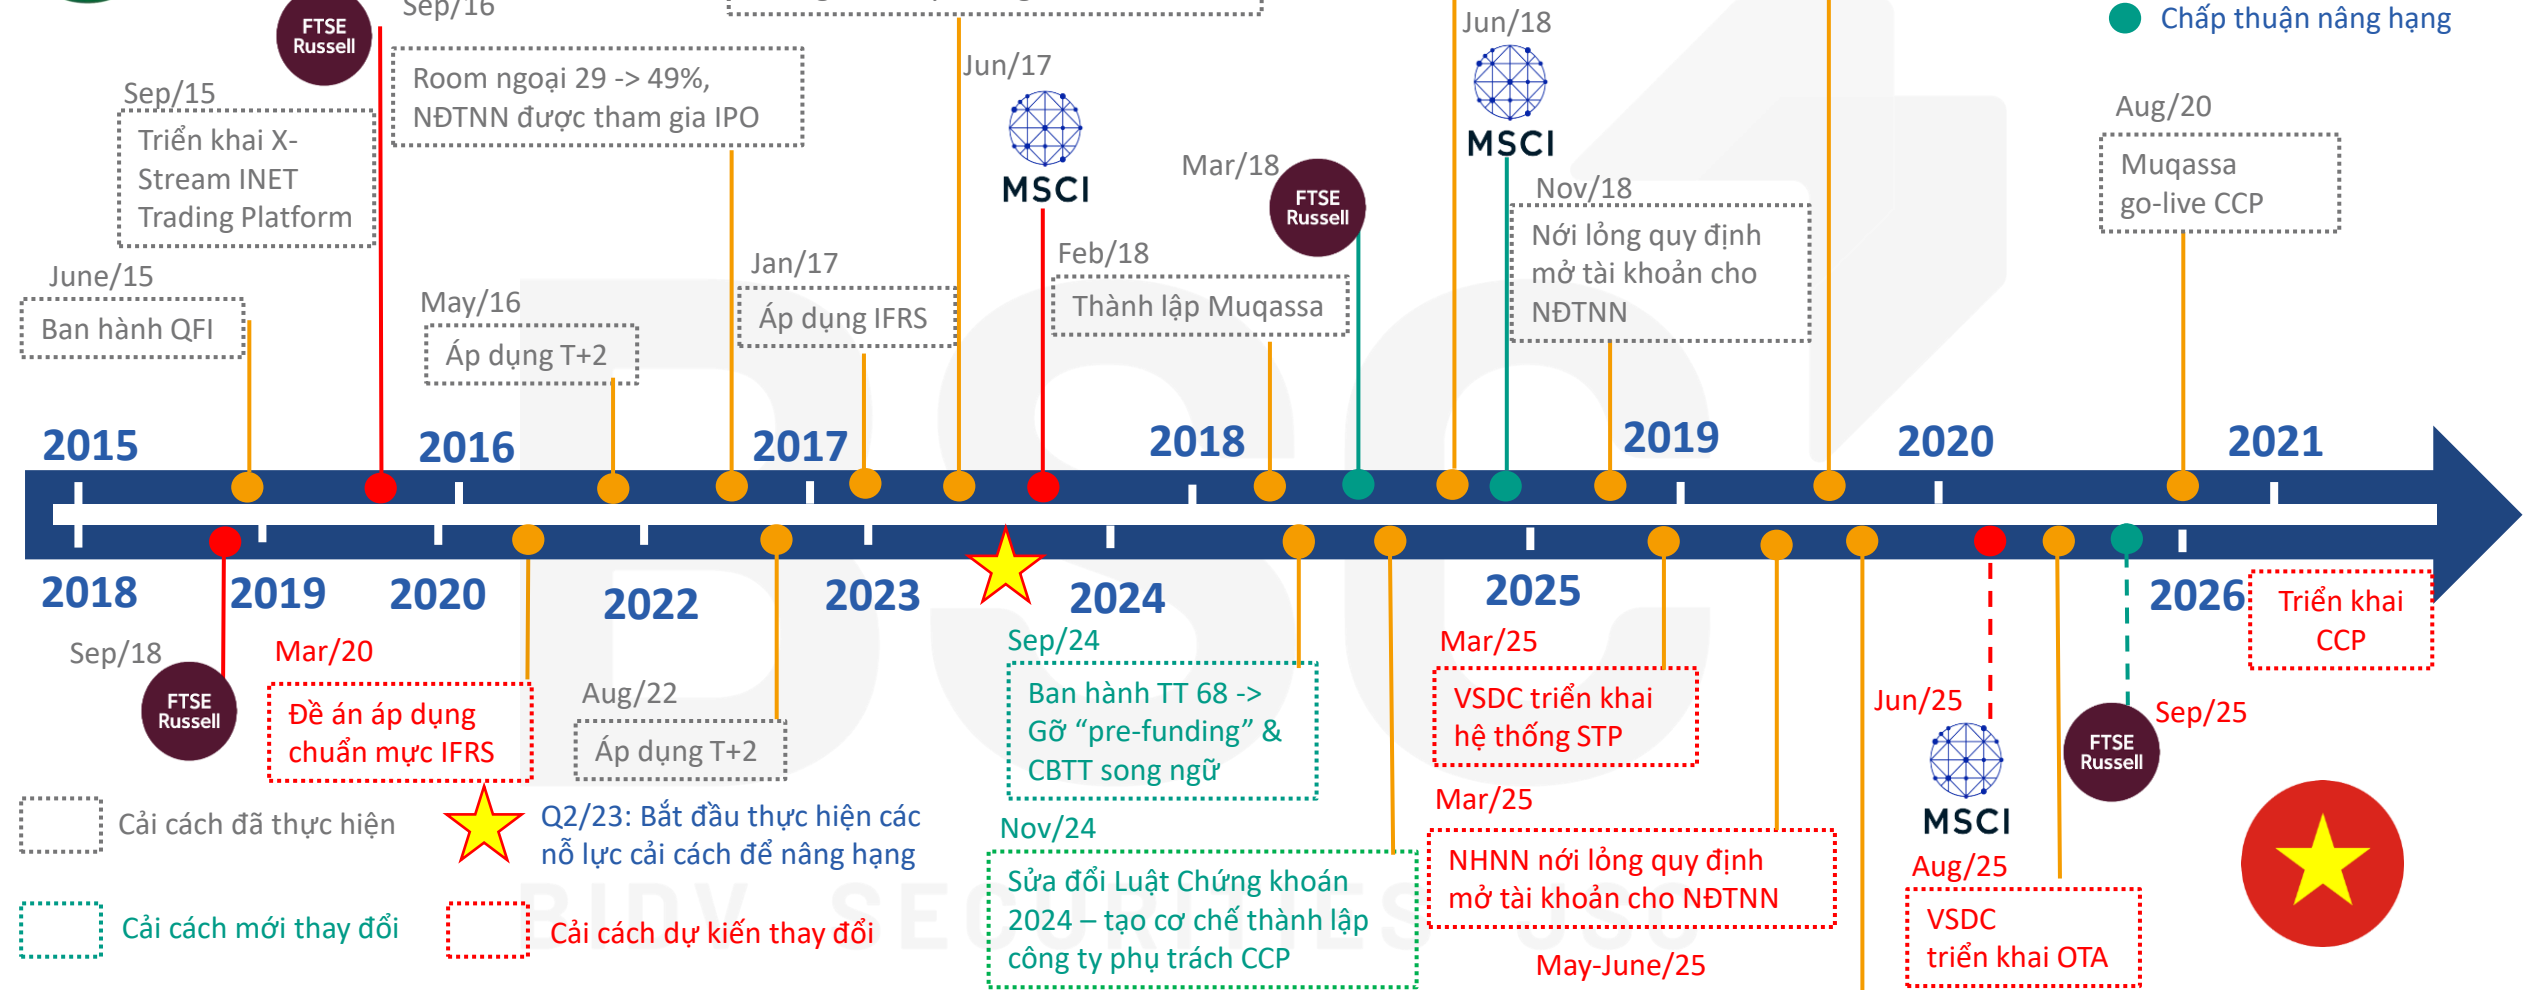 Sep/16
FTSE
Russell
Chấp thuận nâng hạng
Room ngoại 29 -> 49%,
NĐTNN được tham gia IPO
Jun/17
MSCI
Jun/18
MSCI
Sep/15
Triển khai X-
Stream INET
Trading Platform
Mar/18
FTSE
Russell
Nov/18
Nới lỏng quy định
mở tài khoản cho
NĐTNN
Aug/20
Muqassa
go-live CCP
June/15
Ban hành QFI
May/16
Áp dụng T+2
Jan/17
Áp dụng IFRS
Feb/18
Thành lập Muqassa
2015
2016
2017
2018
2019
2020
2021
2018
2019
2020
2022
2023
2024
2025
2026
Triển khai
CCP
Sep/18
FTSE
Russell
Mar/20
Đề án áp dụng
chuẩn mực IFRS
Aug/22
Áp dụng T+2
Sep/24
Ban hành TT 68 ->
Gỡ “pre-funding” &
CBTT song ngữ
Mar/25
VSDC triển khai
hệ thống STP
Jun/25
MSCI
Sep/25
FTSE
Russell
Nov/24
Sửa đổi Luật Chứng khoán
2024 – tạo cơ chế thành lập
công ty phụ trách CCP
Mar/25
NHNN nới lỏng quy định
mở tài khoản cho NĐTNN
May-June/25
Aug/25
VSDC
triển khai OTA
Cải cách đã thực hiện
Q2/23: Bắt đầu thực hiện các
nỗ lực cải cách để nâng hạng
Cải cách mới thay đổi
Cải cách dự kiến thay đổi
BSC
BIDV SECURITIES JSC